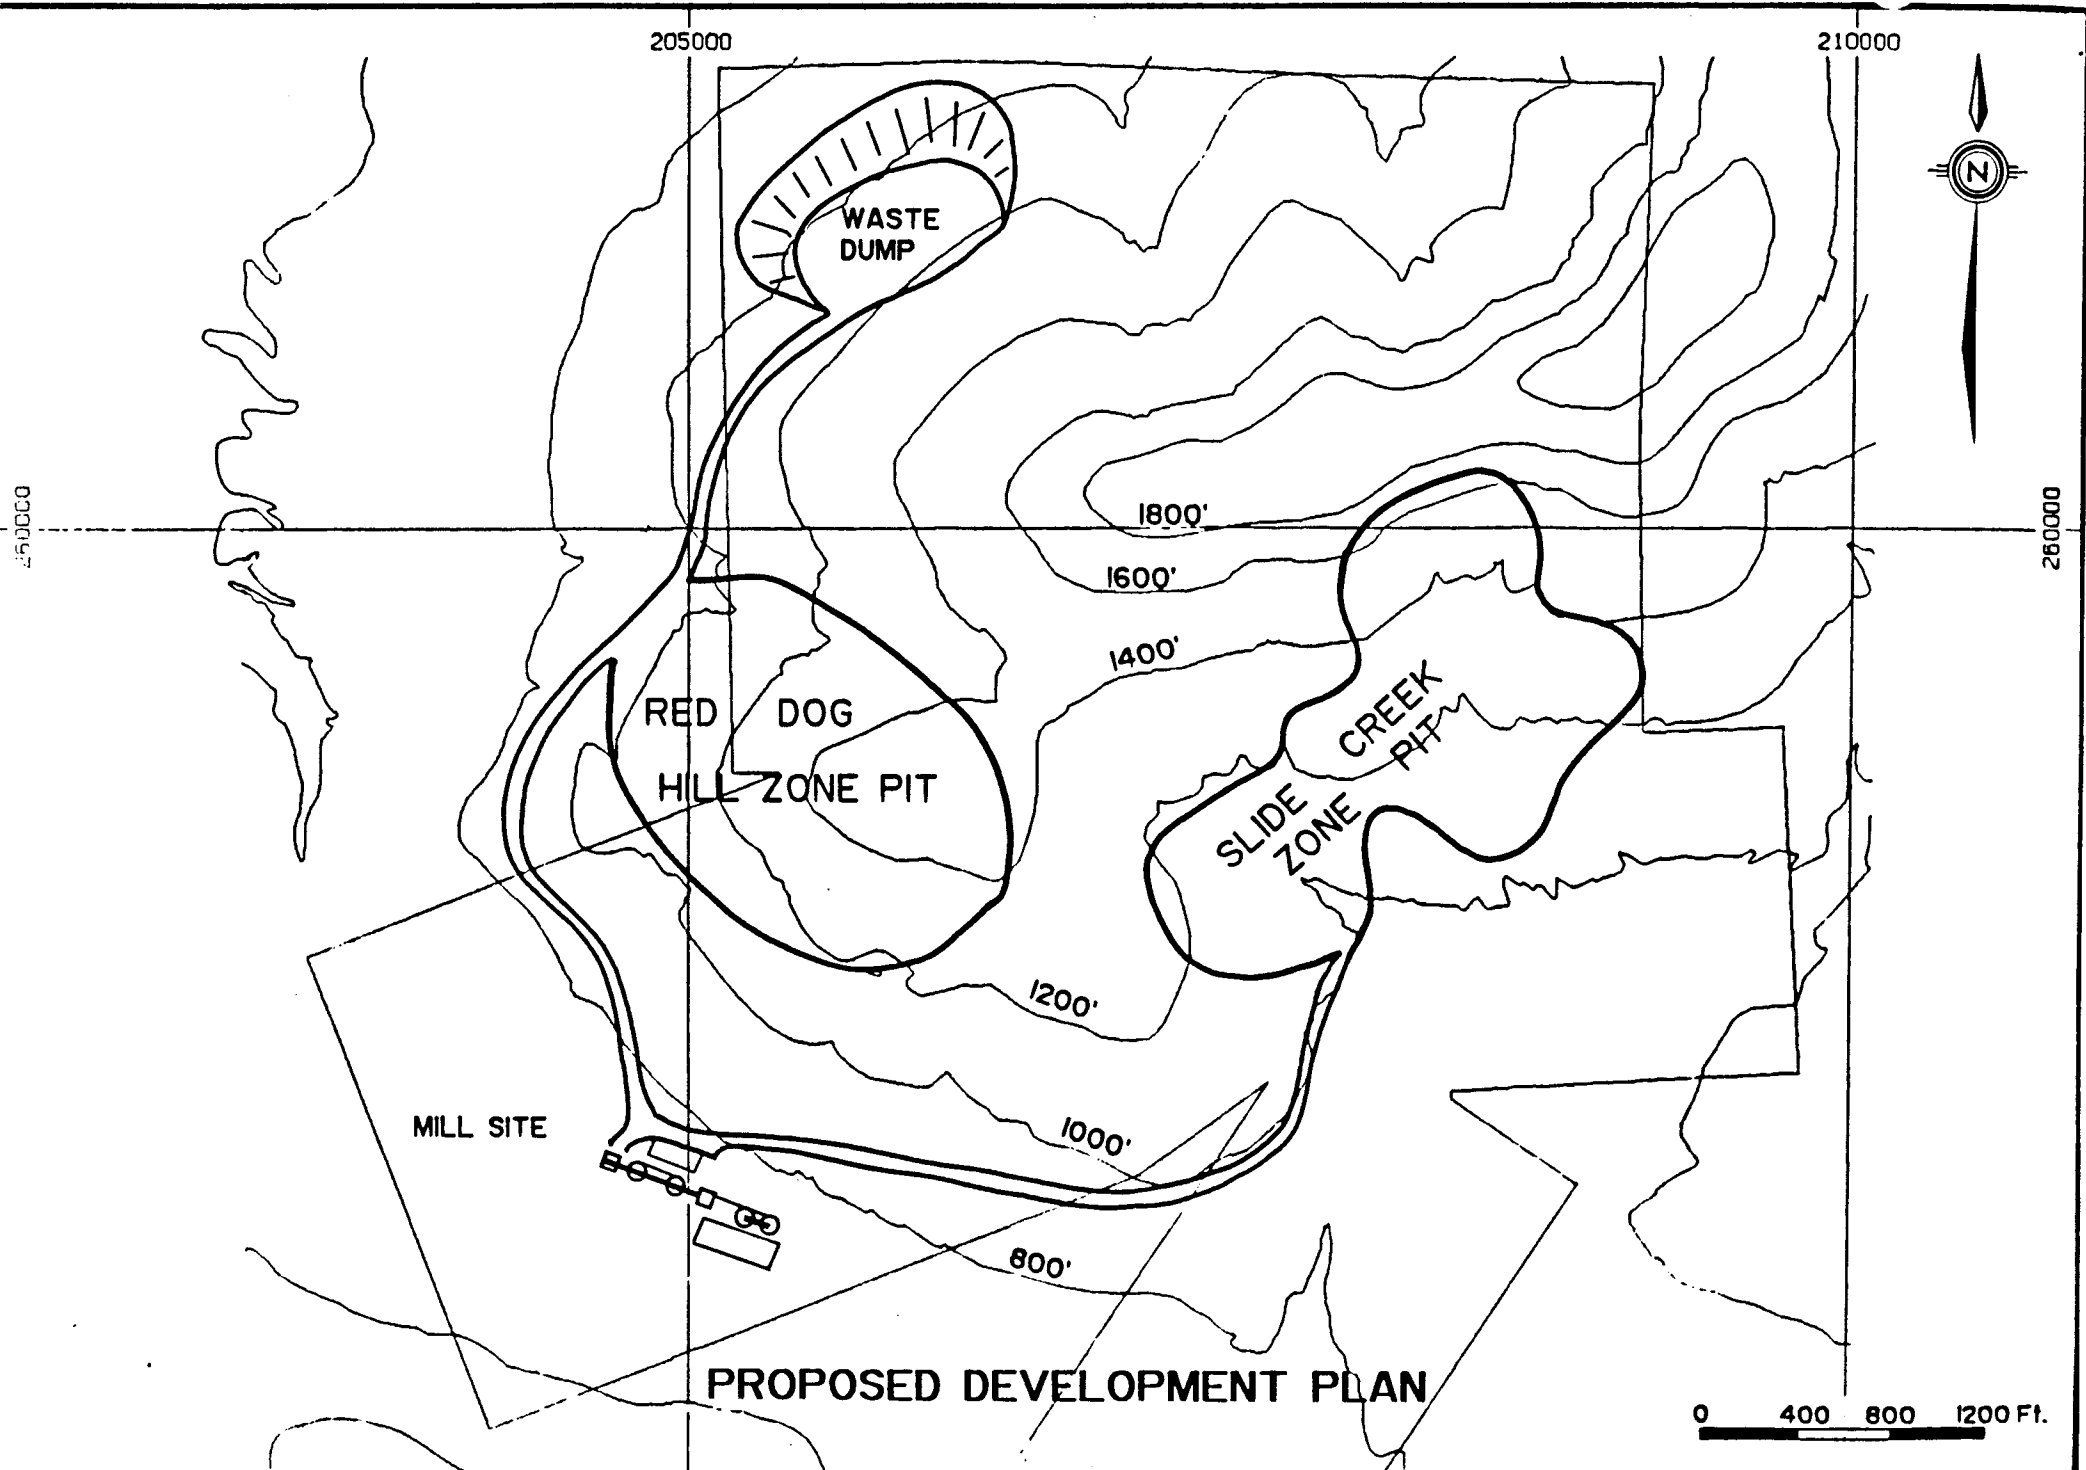 205000
210000
N
WASTE
DUMP
1800'
260000
260000
1600'
1400'
RED DOG
HILL ZONE PIT
SLIDE CREEK
ZONE PIT
1200'
1000'
MILL SITE
800'
PROPOSED DEVELOPMENT PLAN
0 400 800 1200 Ft.